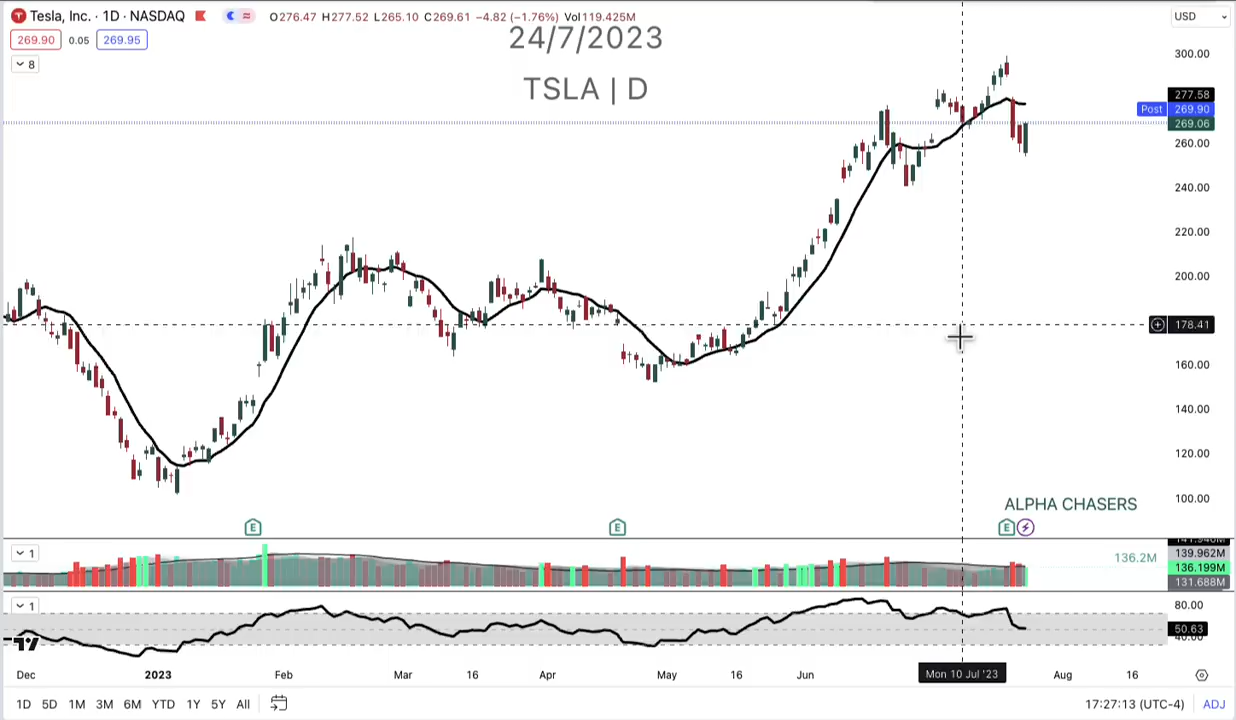 Tesla, Inc. · 1D · NASDAQ O276.47 H277.52 L265.10 C269.61 −4.82 (−1.76%) Vol119.425M USD
269.90 0.05 269.95
8
24/7/2023
TSLA | D
300.00
277.58
Post 269.90
269.06
260.00
240.00
220.00
200.00
178.41
160.00
140.00
120.00
100.00
ALPHA CHASERS
E E E
1
139.962M
136.2M
136.199M
131.688M
1
80.00
50.63
40.00
Dec 2023 Feb Mar 16 Apr May 16 Jun Mon 10 Jul '23 Aug 16
1D 5D 1M 3M 6M YTD 1Y 5Y All 17:27:13 (UTC-4) ADJ